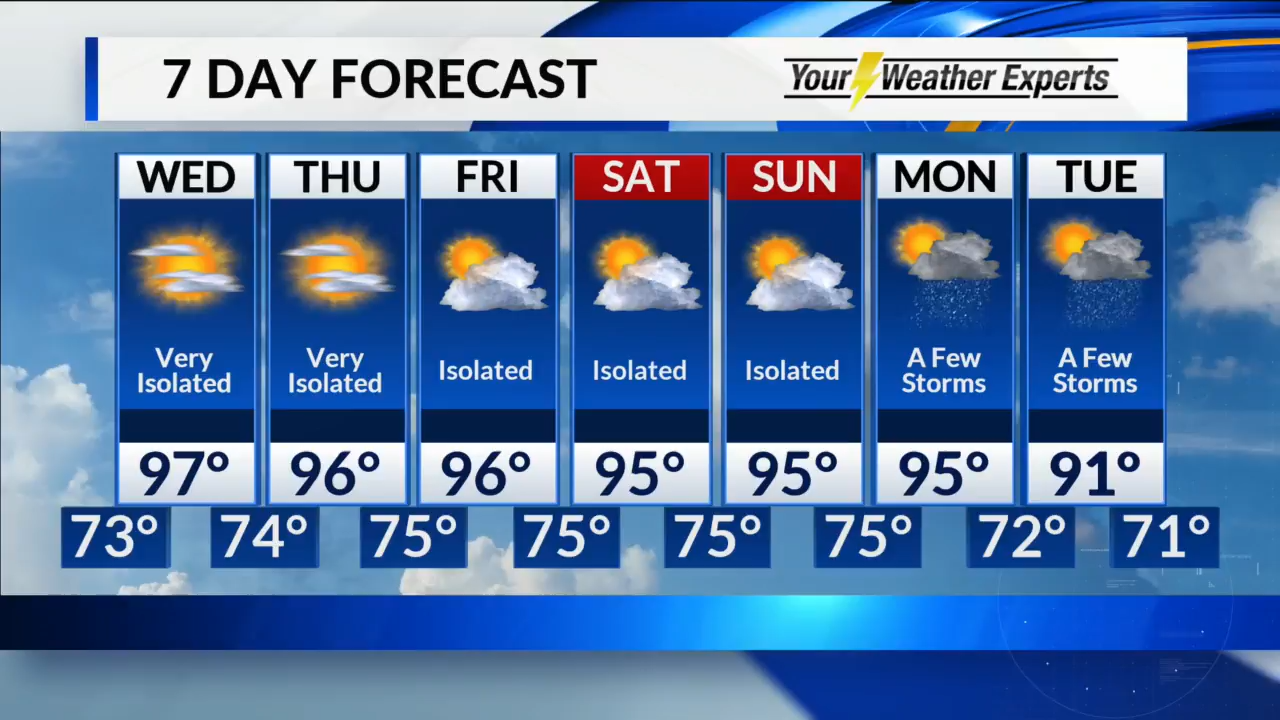 7 DAY FORECAST
Your Weather Experts
WED THU FRI SAT SUN MON TUE
Very Isolated
Very Isolated
Isolated
Isolated
Isolated
A Few Storms
A Few Storms
97° 96° 96° 95° 95° 95° 91°
73° 74° 75° 75° 75° 75° 72° 71°